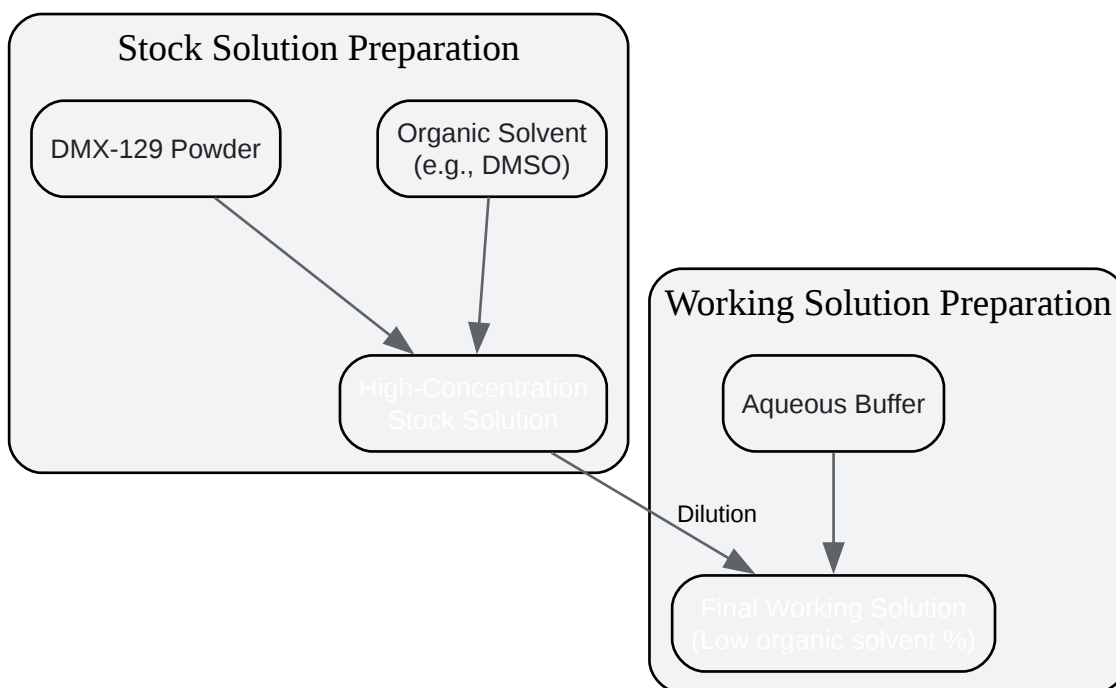 Stock Solution Preparation
DMX-129 Powder
Organic Solvent
(e.g., DMSO)
High-Concentration
Stock Solution
Working Solution Preparation
Aqueous Buffer
Dilution
Final Working Solution
(Low organic solvent %)